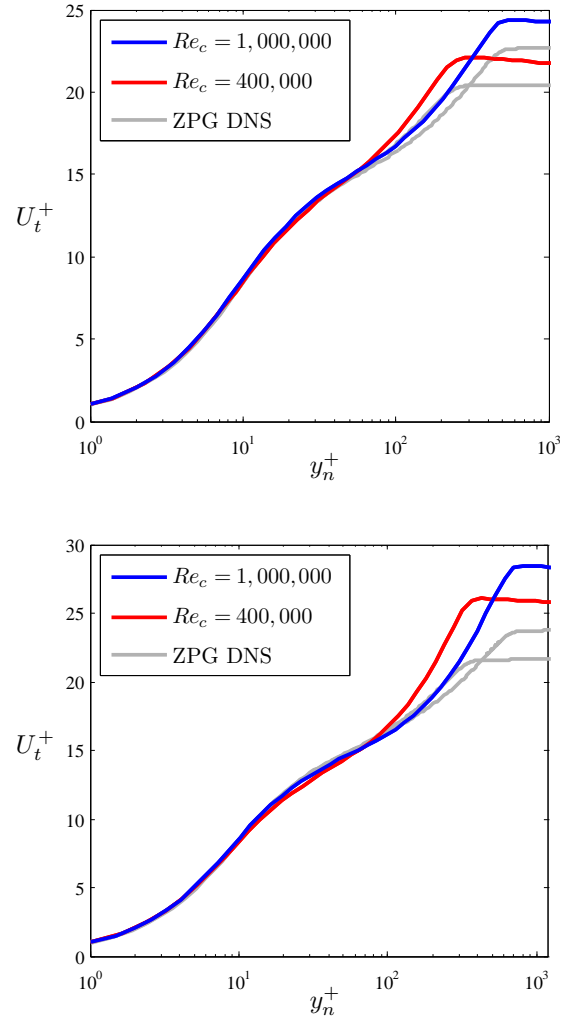 25
20
15
10
5
0
U_t^+
Re_c = 1,000,000
Re_c = 400,000
ZPG DNS
10^0
10^1
10^2
10^3
y_n^+
30
25
20
15
10
5
0
U_t^+
Re_c = 1,000,000
Re_c = 400,000
ZPG DNS
10^0
10^1
10^2
10^3
y_n^+